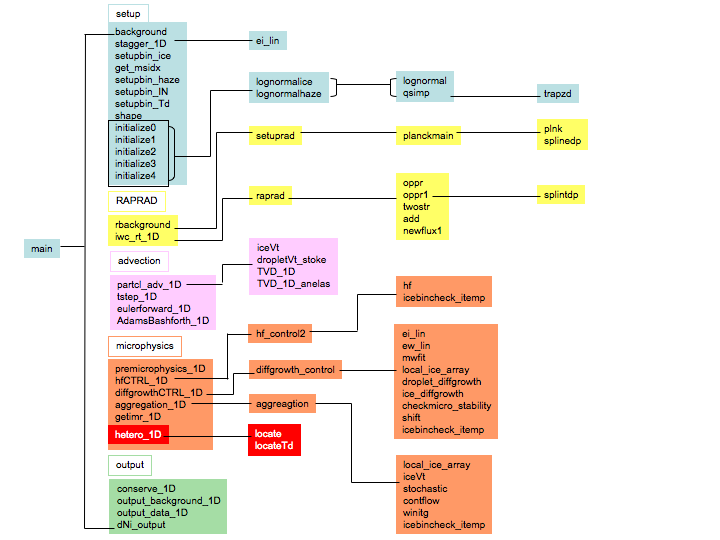 setup
background
stagger_1D
setupbin_ice
get_msidx
setupbin_haze
setupbin_IN
setupbin_Td
shape
initialize0
initialize1
initialize2
initialize3
initialize4
ei_lin
lognormalice
lognormalhaze
lognormal
qsimp
trapzd
RAPRAD
rbackground
iwc_rt_1D
setuprad
planckmain
plnk
splinedp
raprad
oppr
oppr1
twostr
add
newflux1
splintdp
main
advection
partcl_adv_1D
tstep_1D
eulerforward_1D
AdamsBashforth_1D
iceVt
dropletVt_stoke
TVD_1D
TVD_1D_anelas
microphysics
premicrophysics_1D
hfCTRL_1D
diffgrowthCTRL_1D
aggregation_1D
getimr_1D
hetero_1D
hf_control2
hf
icebincheck_itemp
diffgrowth_control
ei_lin
ew_lin
mwfit
local_ice_array
droplet_diffgrowth
ice_diffgrowth
checkmicro_stability
shift
icebincheck_itemp
aggreagtion
local_ice_array
iceVt
stochastic
contflow
winitg
icebincheck_itemp
locate
locateTd
output
conserve_1D
output_background_1D
output_data_1D
dNi_output